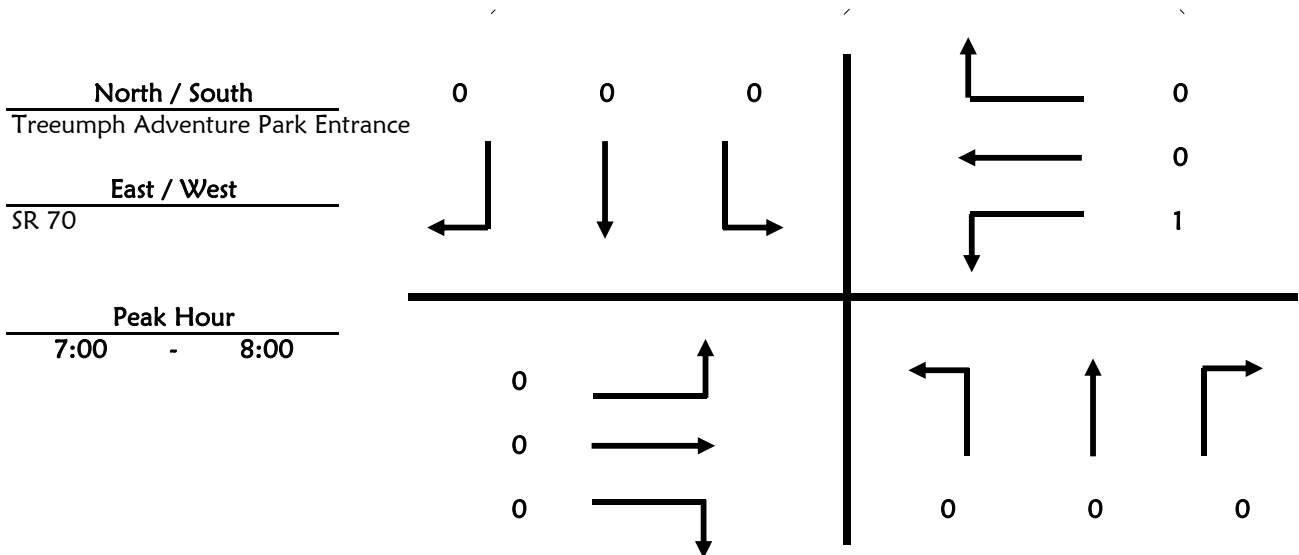 North / South
0 0 0 0
Treeumph Adventure Park Entrance
0
East / West
SR 70
1
Peak Hour
7:00 - 8:00
0
0
0
0 0 0